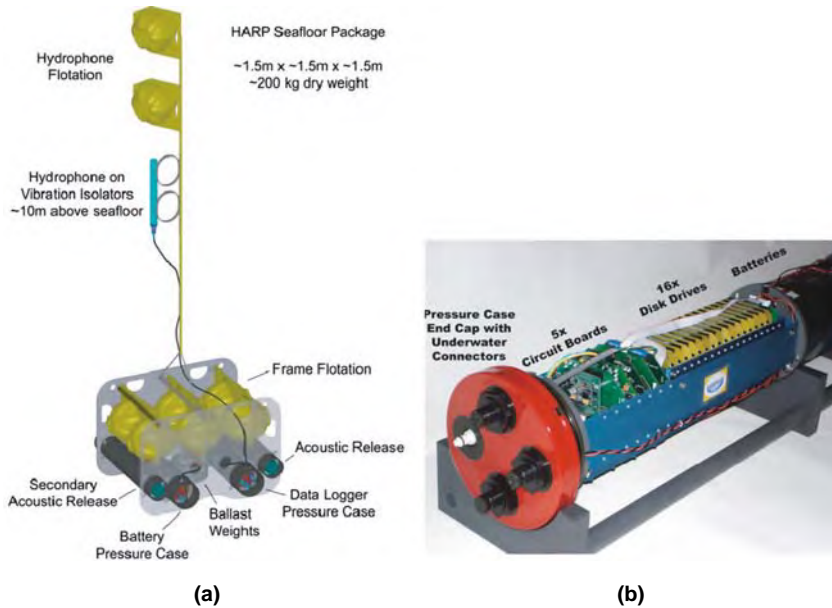 HARP Seafloor Package
~1.5m x ~1.5m x ~1.5m
~200 kg dry weight
Hydrophone
Flotation
Hydrophone on
Vibration Isolators
~10m above seafloor
Frame Flotation
Acoustic Release
Secondary
Acoustic Release
Data Logger
Pressure Case
Ballast
Weights
Battery
Pressure Case
Pressure Case
End Cap with
Underwater
Connectors
5x
Circuit Boards
16x
Disk Drives
Batteries
(a)
(b)